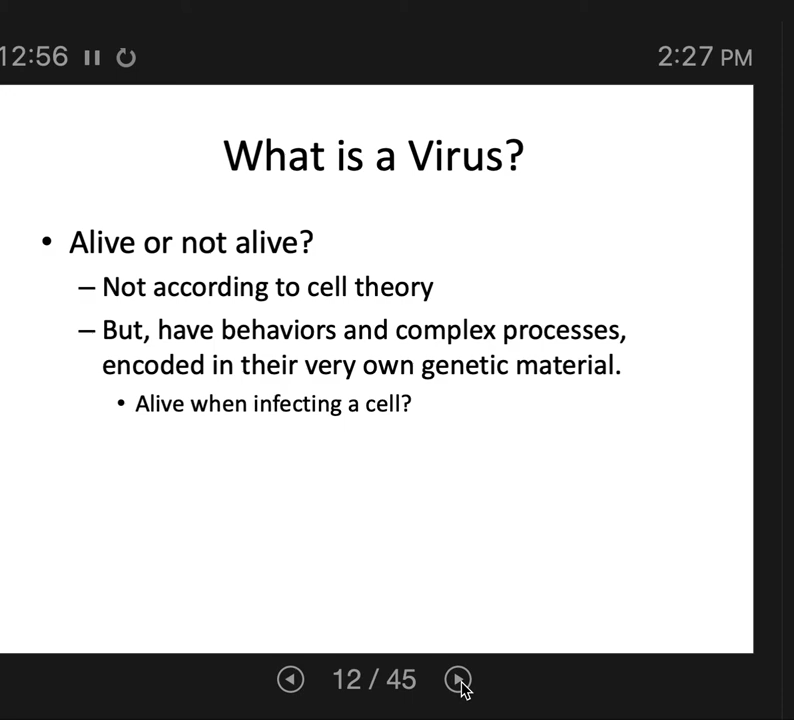 12:56
2:27 PM
What is a Virus?
• Alive or not alive?
– Not according to cell theory
– But, have behaviors and complex processes,
encoded in their very own genetic material.
• Alive when infecting a cell?
12 / 45